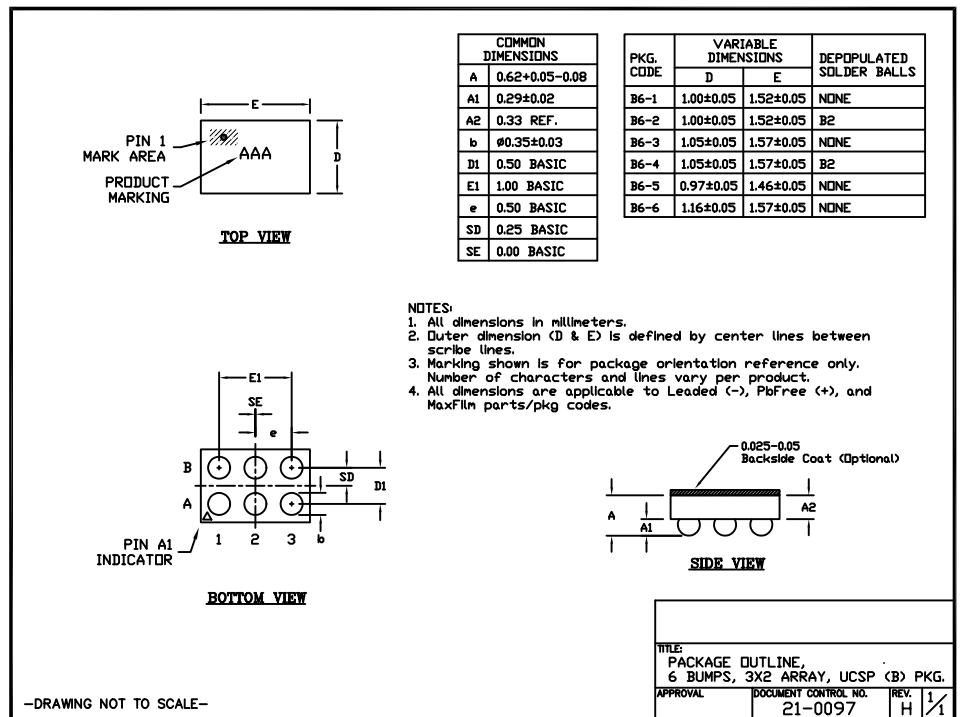 COMMON DIMENSIONS
A 0.62+0.05-0.08
A1 0.29±0.02
A2 0.33 REF.
b ø0.35±0.03
D1 0.50 BASIC
E1 1.00 BASIC
e 0.50 BASIC
SD 0.25 BASIC
SE 0.00 BASIC
PKG. CODE VARIABLE DIMENSIONS DEPOPULATED SOLDER BALLS
D E
B6-1 1.00±0.05 1.52±0.05 NONE
B6-2 1.00±0.05 1.52±0.05 B2
B6-3 1.05±0.05 1.57±0.05 NONE
B6-4 1.05±0.05 1.57±0.05 B2
B6-5 0.97±0.05 1.46±0.05 NONE
B6-6 1.16±0.05 1.57±0.05 NONE
E
PIN 1
MARK AREA
AAA
D
PRODUCT
MARKING
TOP VIEW
NOTES:
1. All dimensions in millimeters.
2. Outer dimension (D & E) is defined by center lines between
scribe lines.
3. Marking shown is for package orientation reference only.
Number of characters and lines vary per product.
4. All dimensions are applicable to Leaded (-), PbFree (+), and
MaxFilm parts/pkg codes.
E1
SE
e
B
SD
D1
A
1 2 3 b
PIN A1
INDICATOR
BOTTOM VIEW
0.025-0.05
Backside Coat (Optional)
A
A1
A2
SIDE VIEW
TITLE:
PACKAGE OUTLINE,
6 BUMPS, 3X2 ARRAY, UCSP (B) PKG.
APPROVAL DOCUMENT CONTROL NO. REV. 1/1
21-0097 H
-DRAWING NOT TO SCALE-